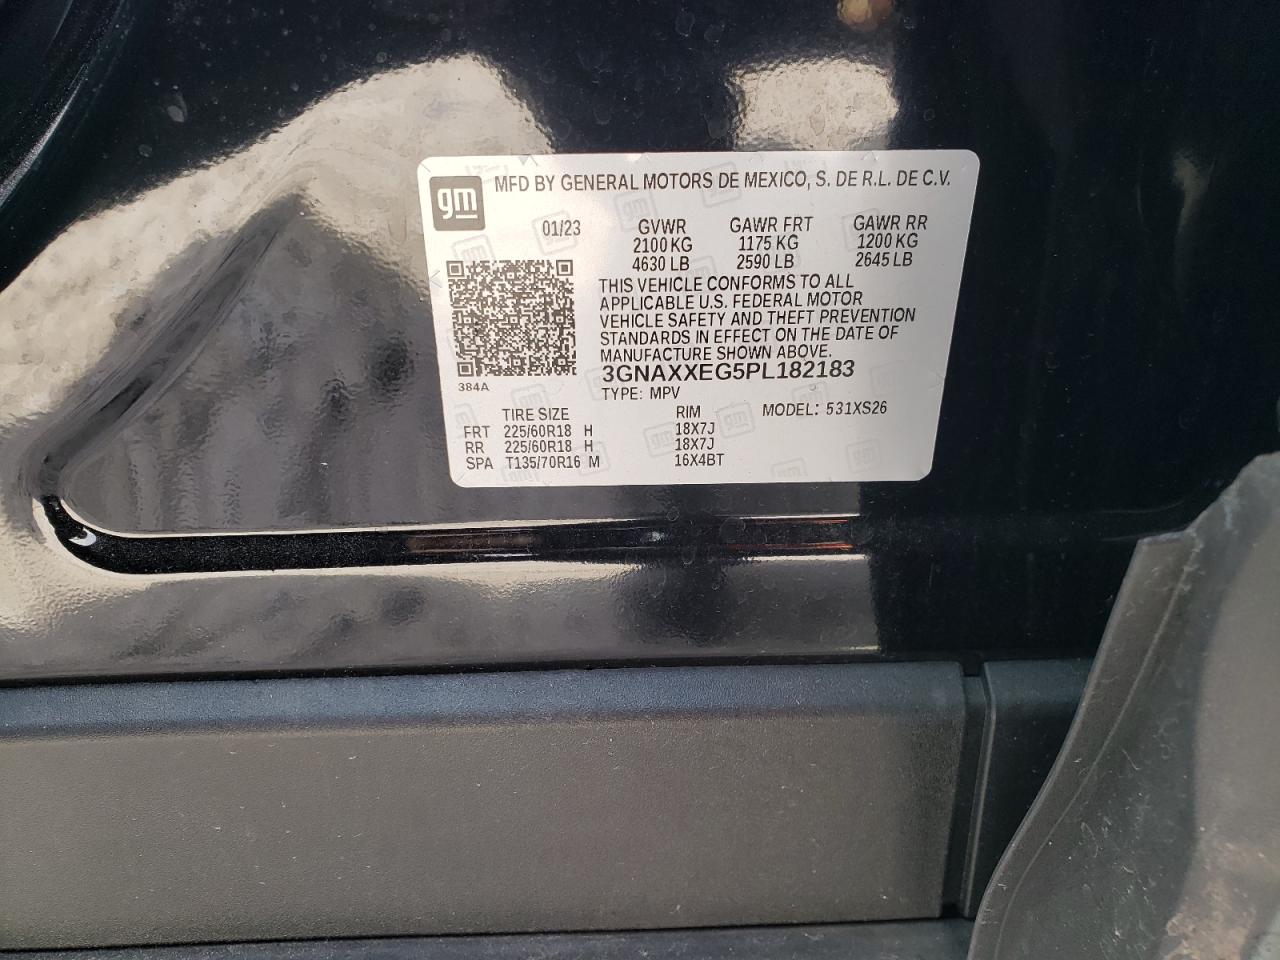 gm MFD BY GENERAL MOTORS DE MEXICO, S. DE R.L. DE C.V.
01/23 GVWR GAWR FRT GAWR RR
2100 KG 1175 KG 1200 KG
4630 LB 2590 LB 2645 LB
THIS VEHICLE CONFORMS TO ALL
APPLICABLE U.S. FEDERAL MOTOR
VEHICLE SAFETY AND THEFT PREVENTION
STANDARDS IN EFFECT ON THE DATE OF
MANUFACTURE SHOWN ABOVE.
3GNAXXEG5PL182183
384A
TYPE: MPV
TIRE SIZE RIM MODEL: 531XS26
FRT 225/60R18 H 18X7J
RR 225/60R18 H 18X7J
SPA T135/70R16 M 16X4BT